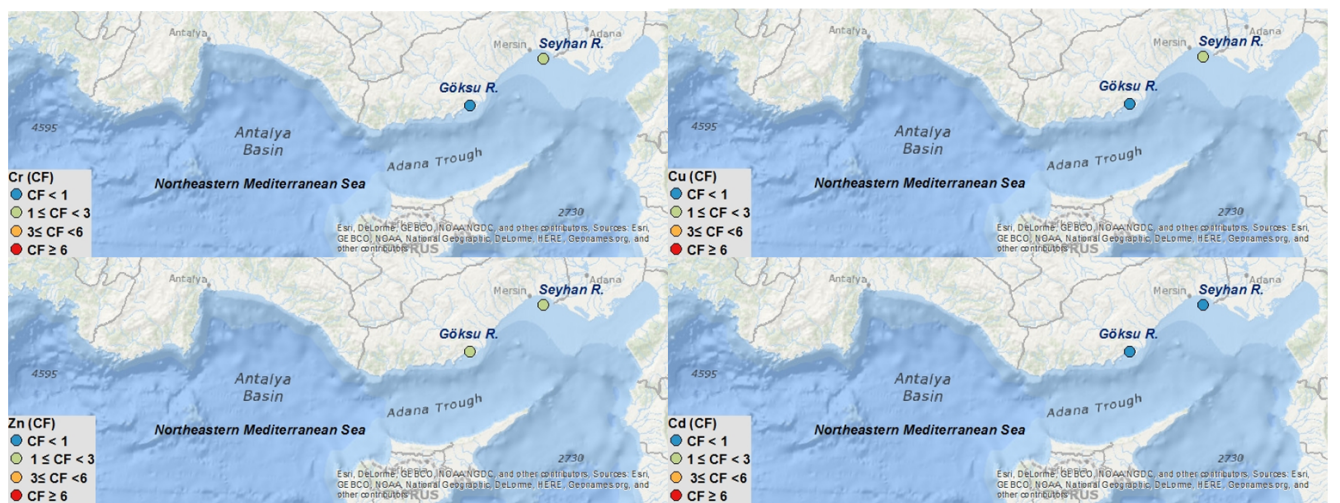 Antalya
Adana
Mersin
Seyhan R.
Göksu R.
4595
Antalya
Basin
Adana Trough
Northeastern Mediterranean Sea
Cr (CF)
CF < 1
1 ≤ CF < 3
3≤ CF <6
CF ≥ 6
2730
Esri, DeLorme, GEBCO, NOAA NGDC, and other contributors. Sources: Esri,
GEBCO, NOAA, National Geographic, DeLorme, HERE, Geonames.org, and
other contributors
Antalya
Adana
Mersin
Seyhan R.
Göksu R.
4595
Antalya
Basin
Adana Trough
Northeastern Mediterranean Sea
Cu (CF)
CF < 1
1 ≤ CF < 3
3≤ CF <6
CF ≥ 6
2730
Esri, DeLorme, GEBCO, NOAA NGDC, and other contributors. Sources: Esri,
GEBCO, NOAA, National Geographic, DeLorme, HERE, Geonames.org, and
other contributors
Antalya
Adana
Mersin
Seyhan R.
Göksu R.
4595
Antalya
Basin
Adana Trough
Northeastern Mediterranean Sea
Zn (CF)
CF < 1
1 ≤ CF < 3
3≤ CF <6
CF ≥ 6
2730
Esri, DeLorme, GEBCO, NOAA NGDC, and other contributors. Sources: Esri,
GEBCO, NOAA, National Geographic, DeLorme, HERE, Geonames.org, and
other contributors
Antalya
Adana
Mersin
Seyhan R.
Göksu R.
4595
Antalya
Basin
Adana Trough
Northeastern Mediterranean Sea
Cd (CF)
CF < 1
1 ≤ CF < 3
3≤ CF <6
CF ≥ 6
2730
Esri, DeLorme, GEBCO, NOAA NGDC, and other contributors. Sources: Esri,
GEBCO, NOAA, National Geographic, DeLorme, HERE, Geonames.org, and
other contributors